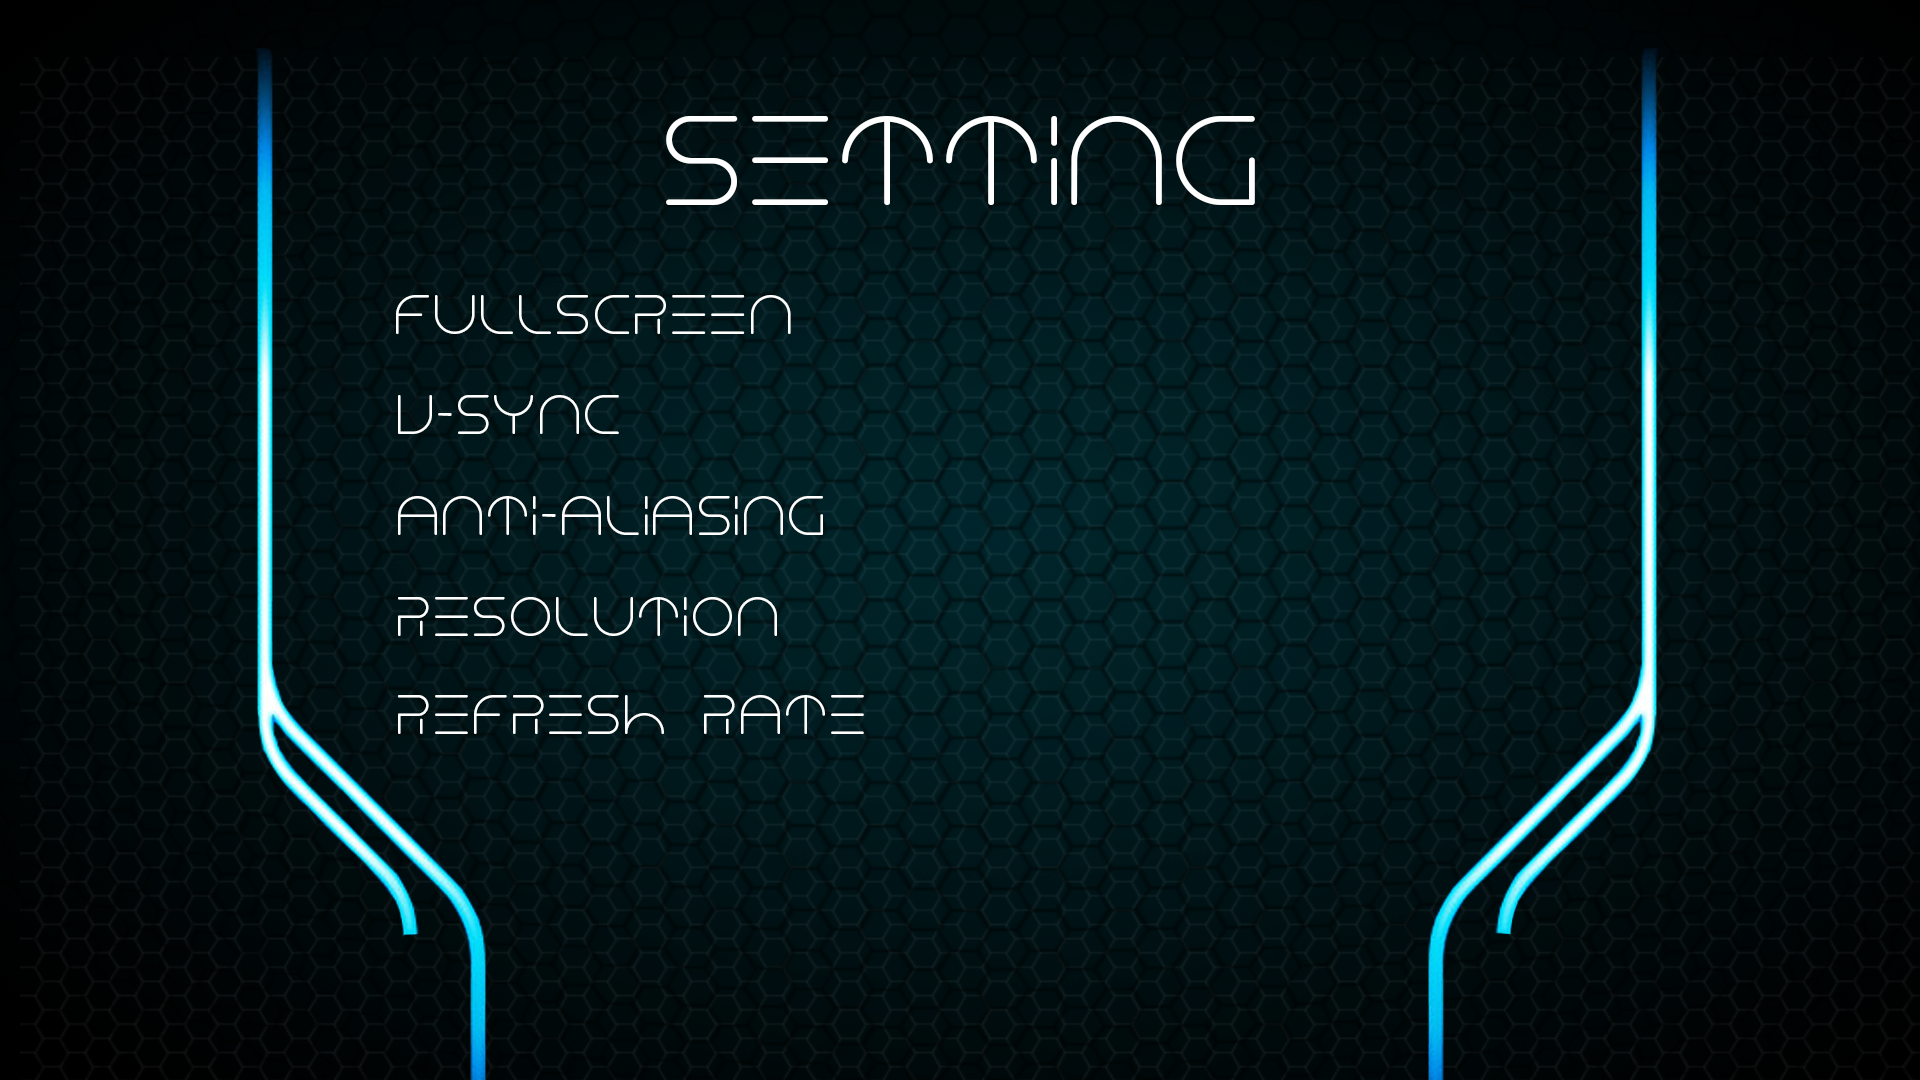 SETTING
FULLSCREEN
V-SYNC
ANTI-ALIASING
RESOLUTION
REFRESH RATE